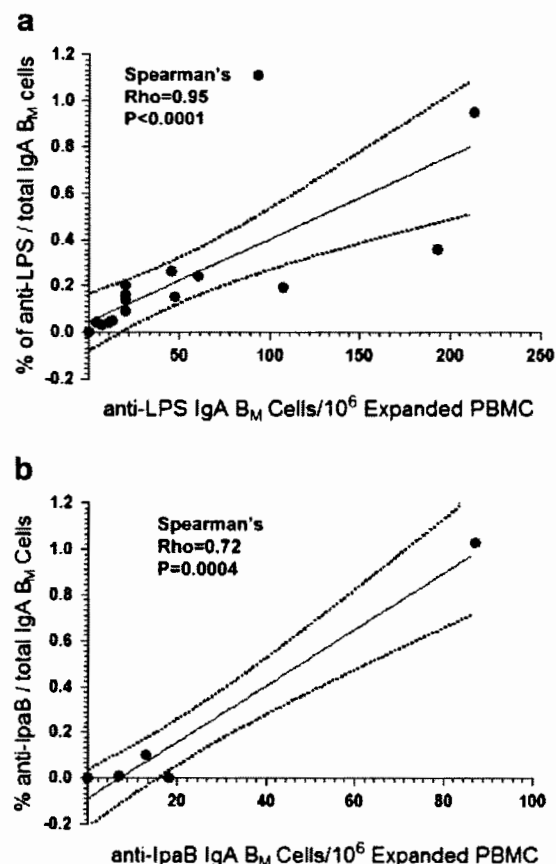 a
% of anti-LPS / total IgA BM cells
1.2
1.0
0.8
0.6
0.4
0.2
0.0
-0.2
Spearman's
Rho=0.95
P<0.0001
50 100 150 200 250
anti-LPS IgA BM Cells/10^6 Expanded PBMC
b
% anti-IpaB / total IgA BM Cells
1.2
1.0
0.8
0.6
0.4
0.2
0.0
-0.2
Spearman's
Rho=0.72
P=0.0004
20 40 60 80 100
anti-IpaB IgA BM Cells/10^6 Expanded PBMC